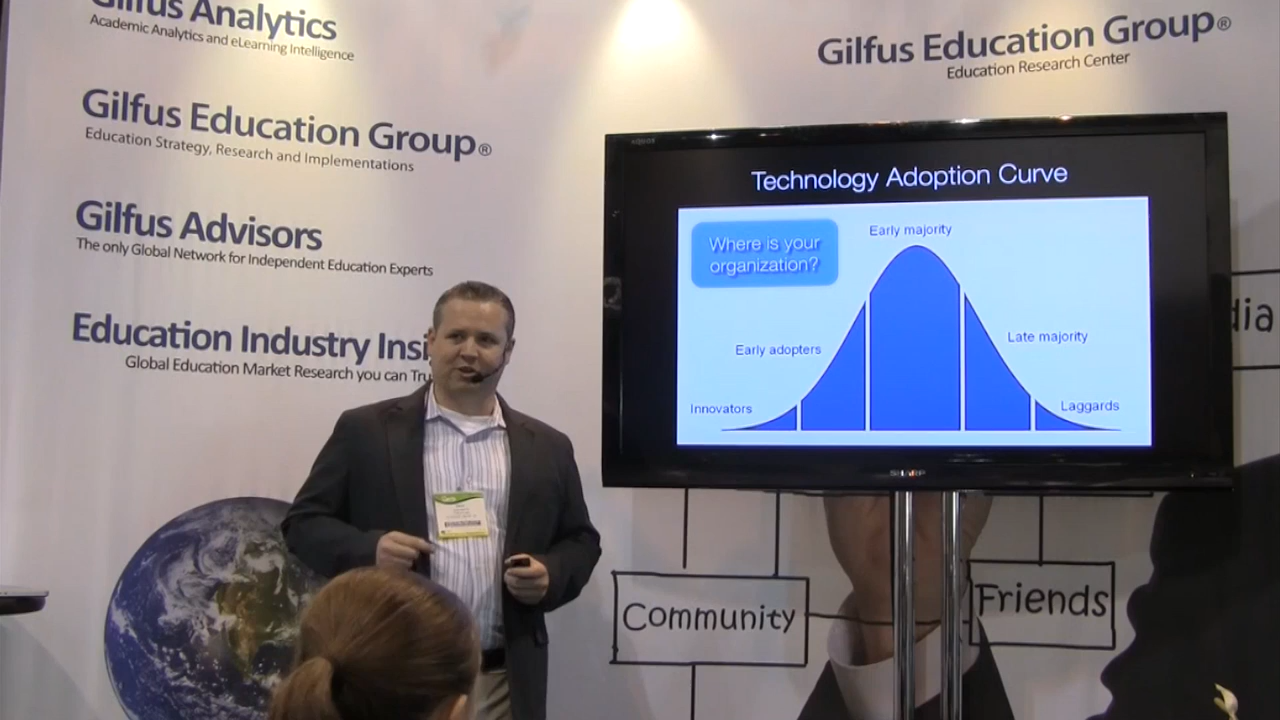 Gilfus Analytics
Academic Analytics and eLearning Intelligence
Gilfus Education Group®
Education Strategy, Research and Implementations
Gilfus Advisors
The only Global Network for Independent Education Experts
Education Industry Insi
Global Education Market Research you can Tru
Gilfus Education Group®
Education Research Center
AQUOS
Technology Adoption Curve
Where is your
organization?
Early majority
Early adopters
Late majority
Innovators
Laggards
SHARP
dia
Community
Friends